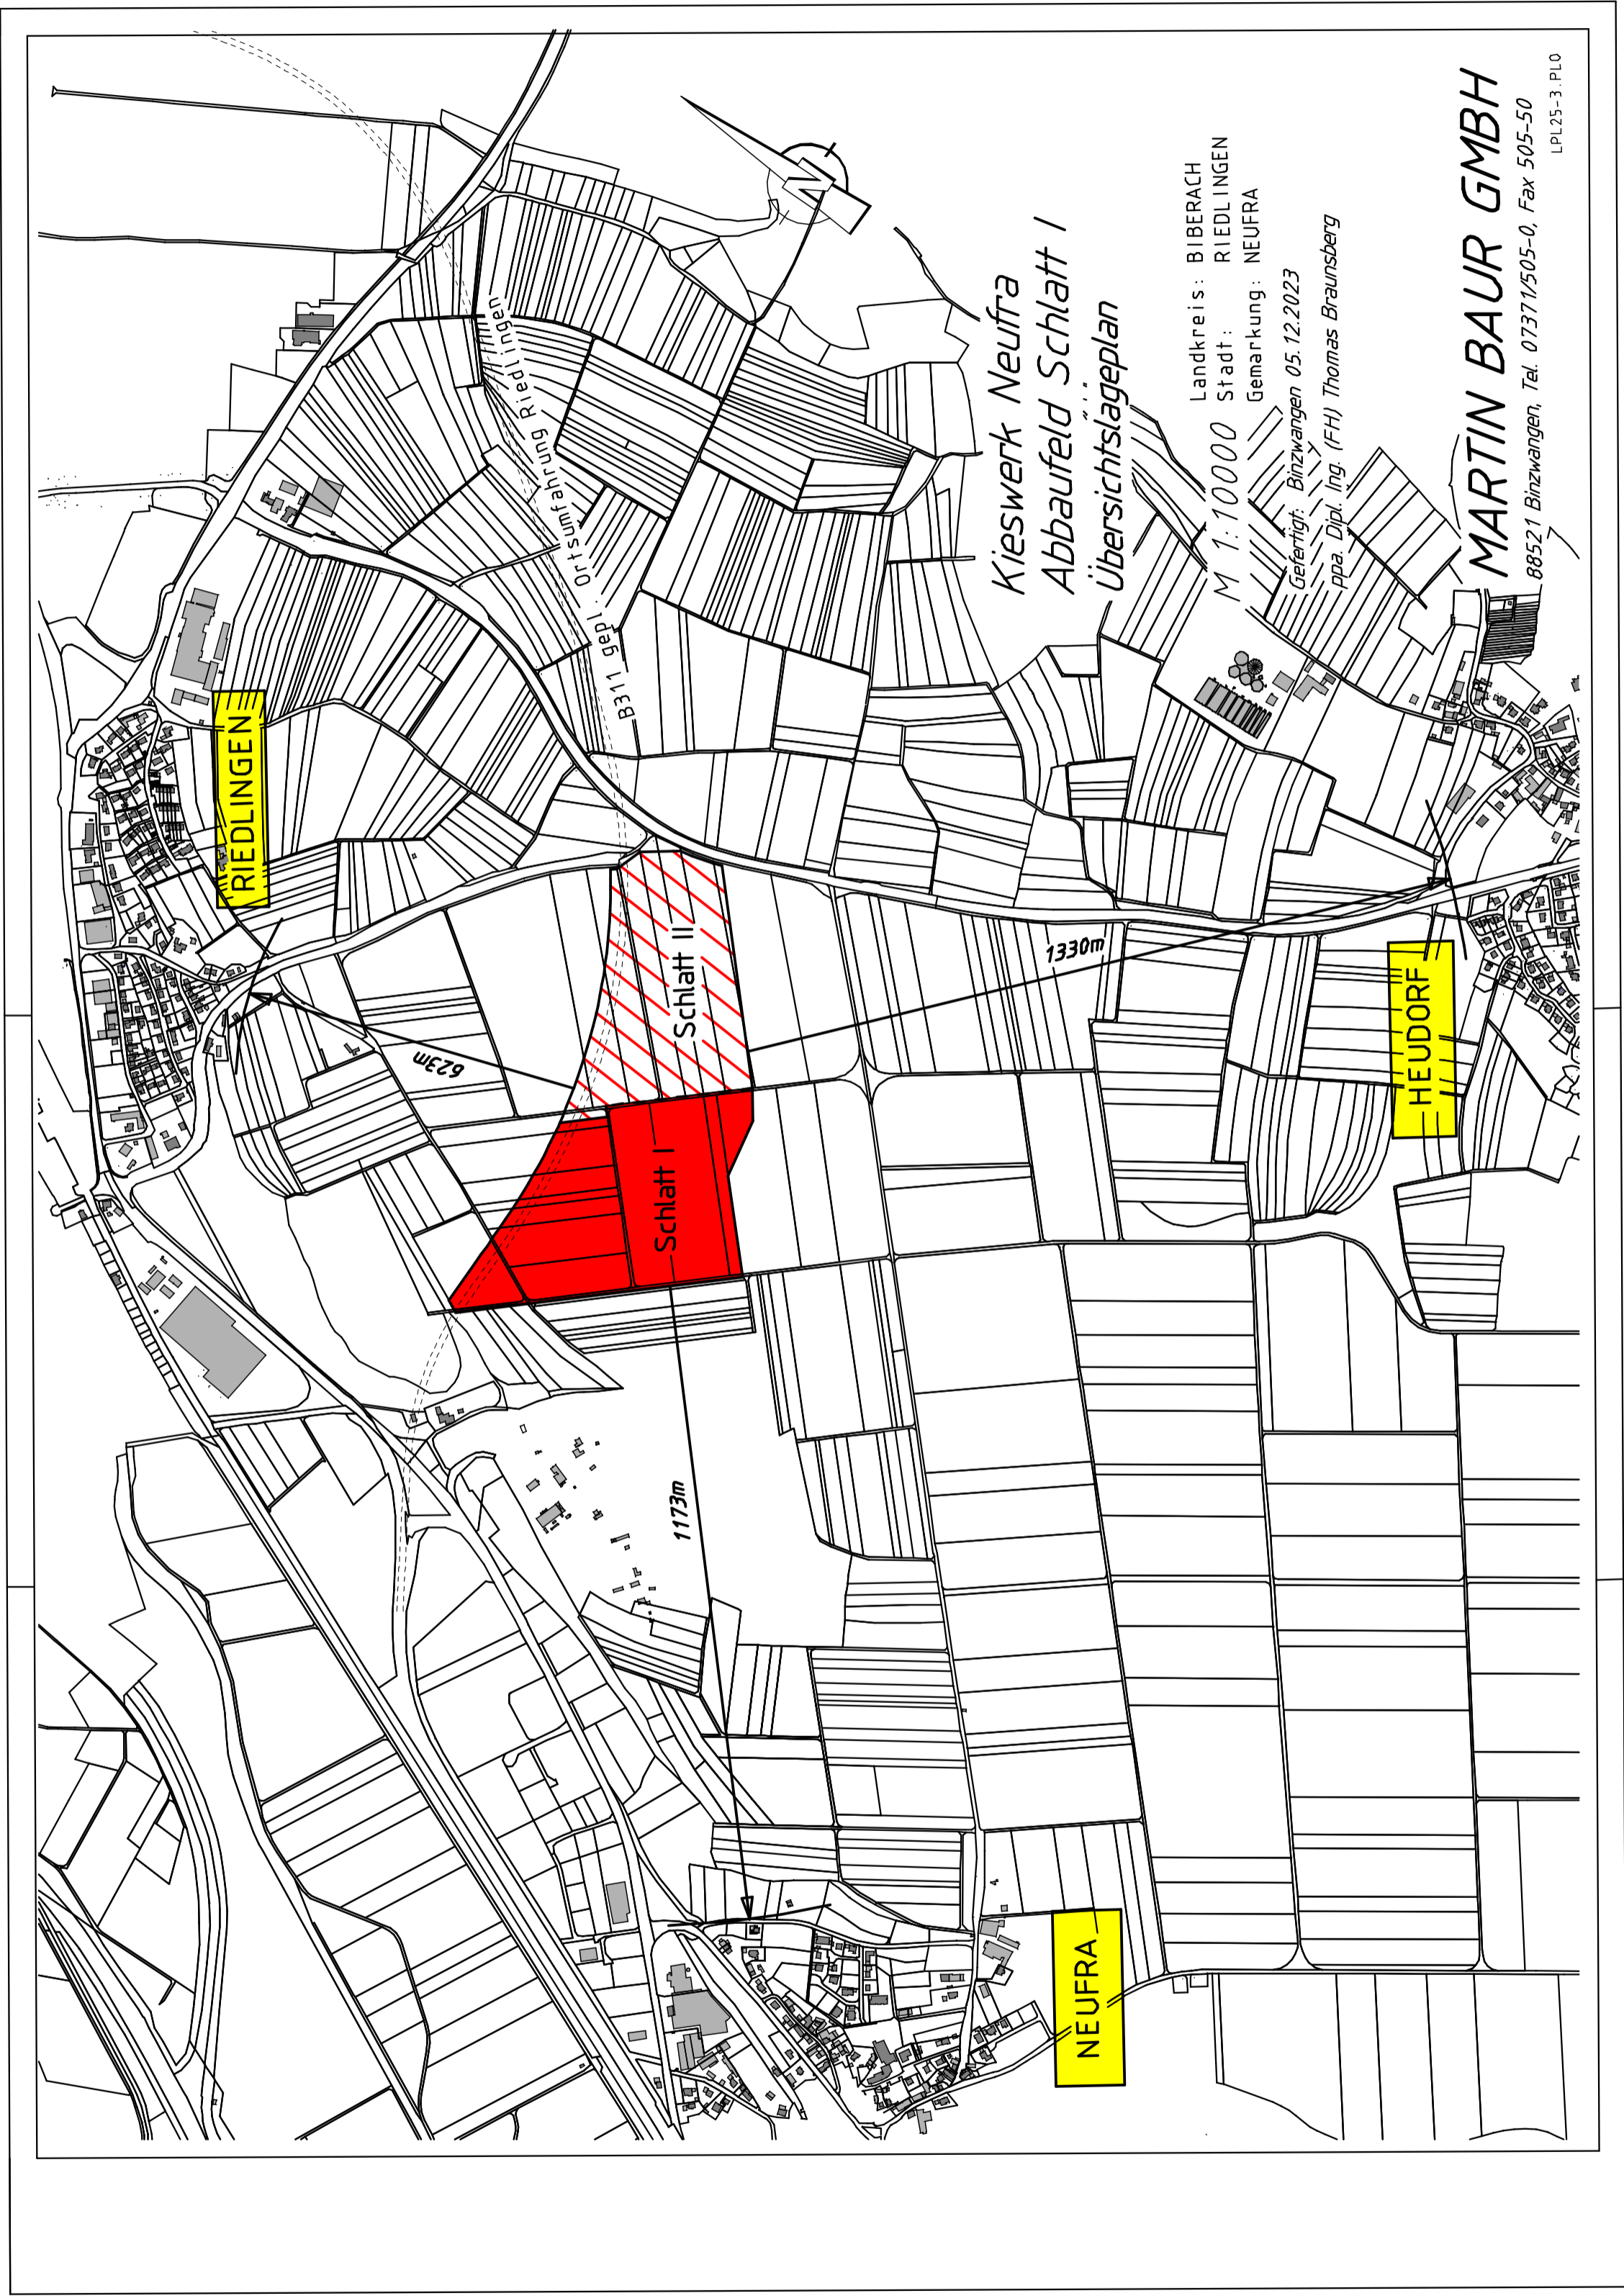 RIEDLINGEN
B311 gepl. Ortsumfahrung Riedlingen
623m
Schlatt I
Schlatt II
1173m
1330m
NEUFRA
HEUDORF
N
Kieswerk Neufra
Abbaufeld Schlatt I
Übersichtslageplan
M 1:10000
Landkreis: BIBERACH
Stadt: RIEDLINGEN
Gemarkung: NEUFRA
Gefertigt: Binzwangen 05.12.2023
ppa. Dipl. Ing. (FH) Thomas Braunsberg
MARTIN BAUR GMBH
88521 Binzwangen, Tel. 07371/505-0, Fax 505-50
LPL25-3.PL0